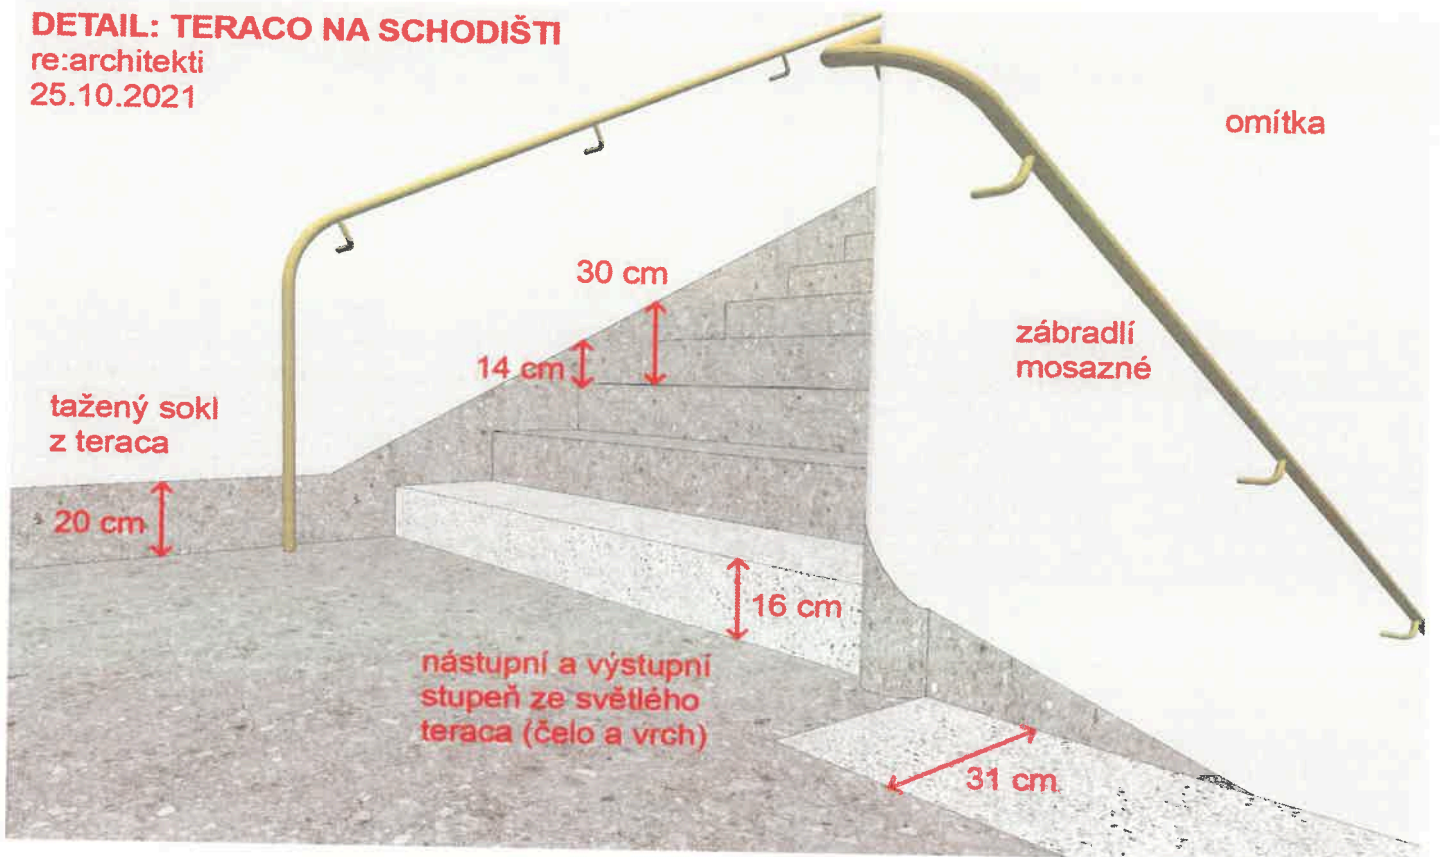 DETAIL: TERACO NA SCHODIŠTI
re:architekti
25.10.2021
omítka
30 cm
14 cm
zábradlí
mosazné
tažený sokl
z teraca
20 cm
16 cm
nástupní a výstupní
stupeň ze světlého
teraca (čelo a vrch)
31 cm